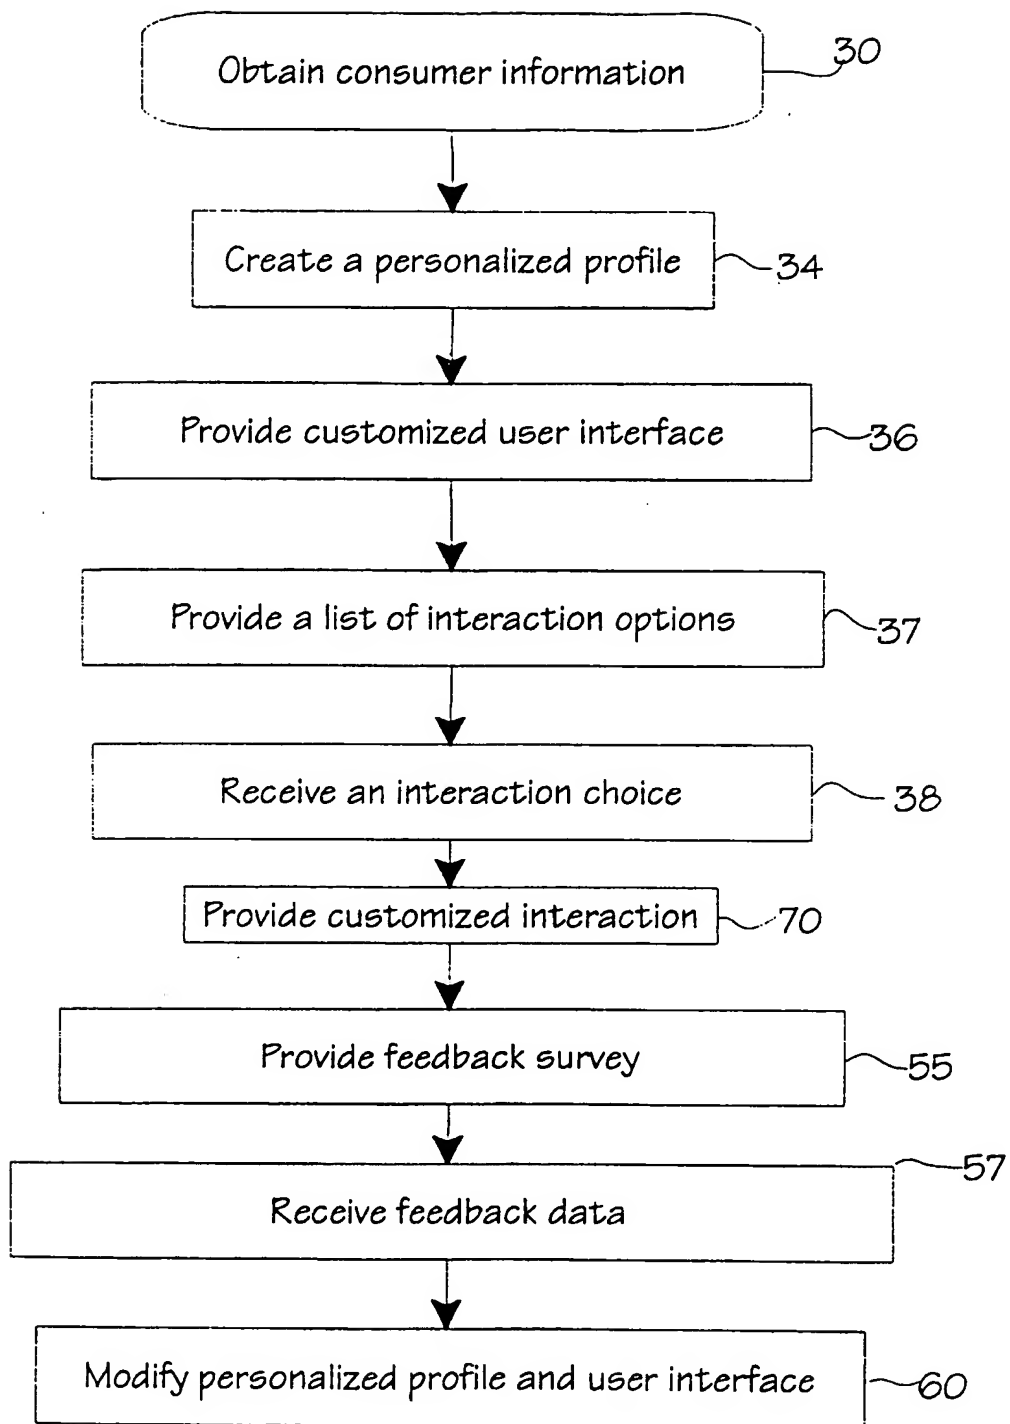 Obtain consumer information
30
Create a personalized profile
34
Provide customized user interface
36
Provide a list of interaction options
37
Receive an interaction choice
38
Provide customized interaction
70
Provide feedback survey
55
57
Receive feedback data
Modify personalized profile and user interface
60